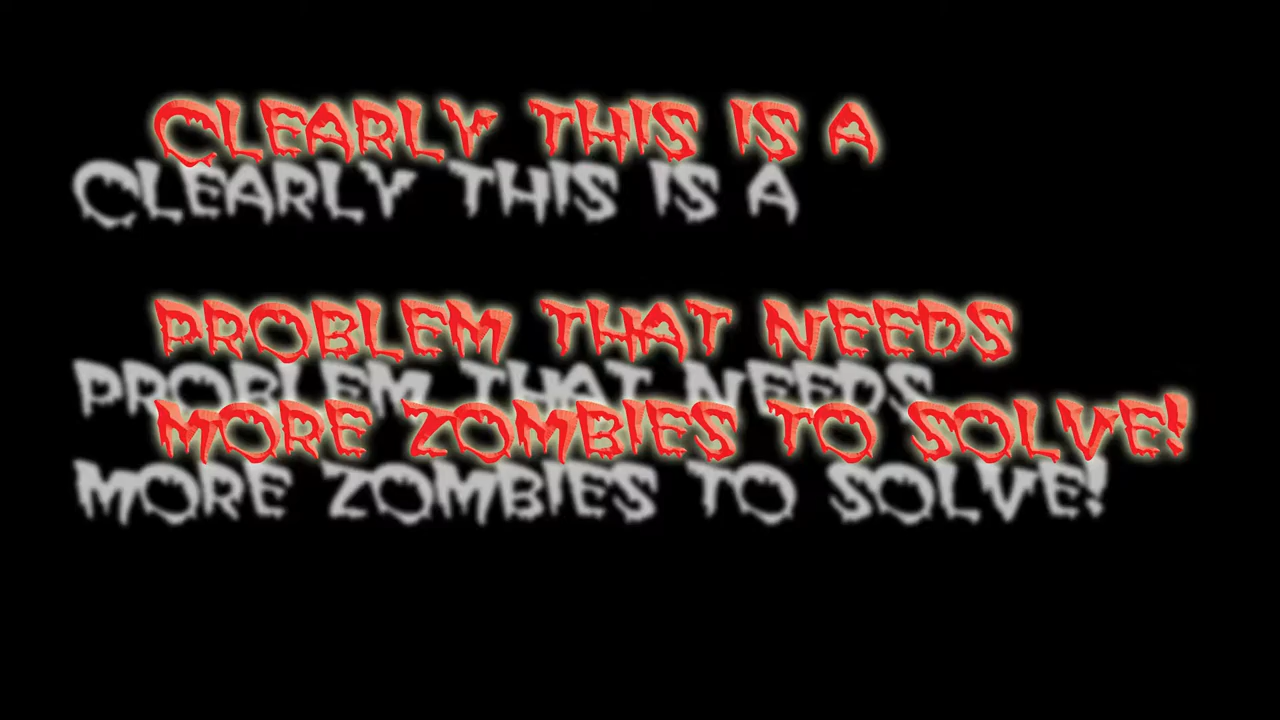 CLEARLY THIS IS A
CLEARLY THIS IS A
PROBLEM THAT NEEDS
PROBLEM THAT NEEDS
MORE ZOMBIES TO SOLVE!
MORE ZOMBIES TO SOLVE!